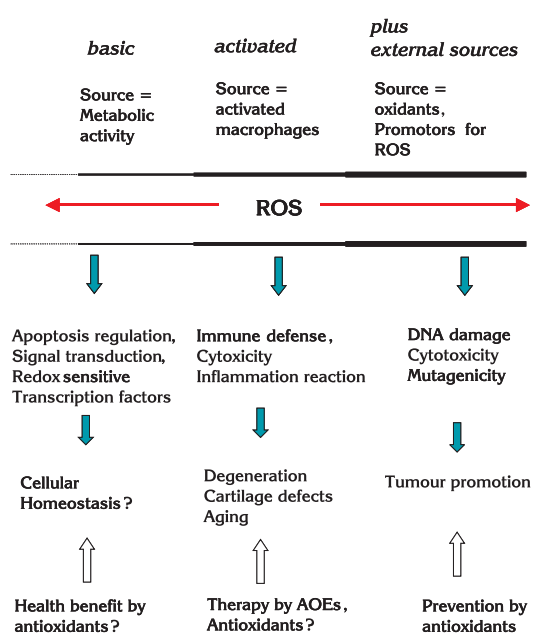 basic
activated
plus
external sources
Source =
Metabolic
activity
Source =
activated
macrophages
Source =
oxidants,
Promotors for
ROS
ROS
Apoptosis regulation,
Signal transduction,
Redox sensitive
Transcription factors
Immune defense,
Cytoxicity
Inflammation reaction
DNA damage
Cytotoxicity
Mutagenicity
Cellular
Homeostasis?
Degeneration
Cartilage defects
Aging
Tumour promotion
Health benefit by
antioxidants?
Therapy by AOEs,
Antioxidants?
Prevention by
antioxidants